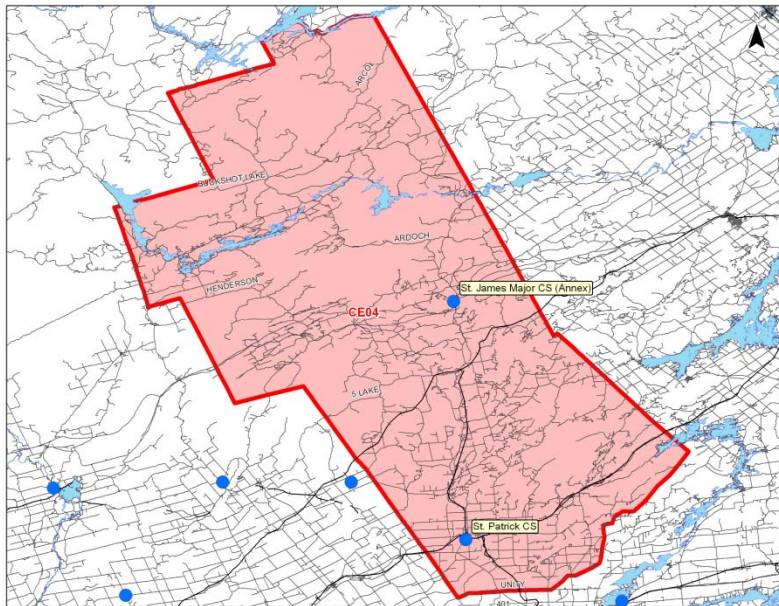 ARCOL
BUCKSHOT LAKE
ARDOCH
HENDERSON
St. James Major CS (Annex)
CE04
5 LAKE
St. Patrick CS
UNITY
401